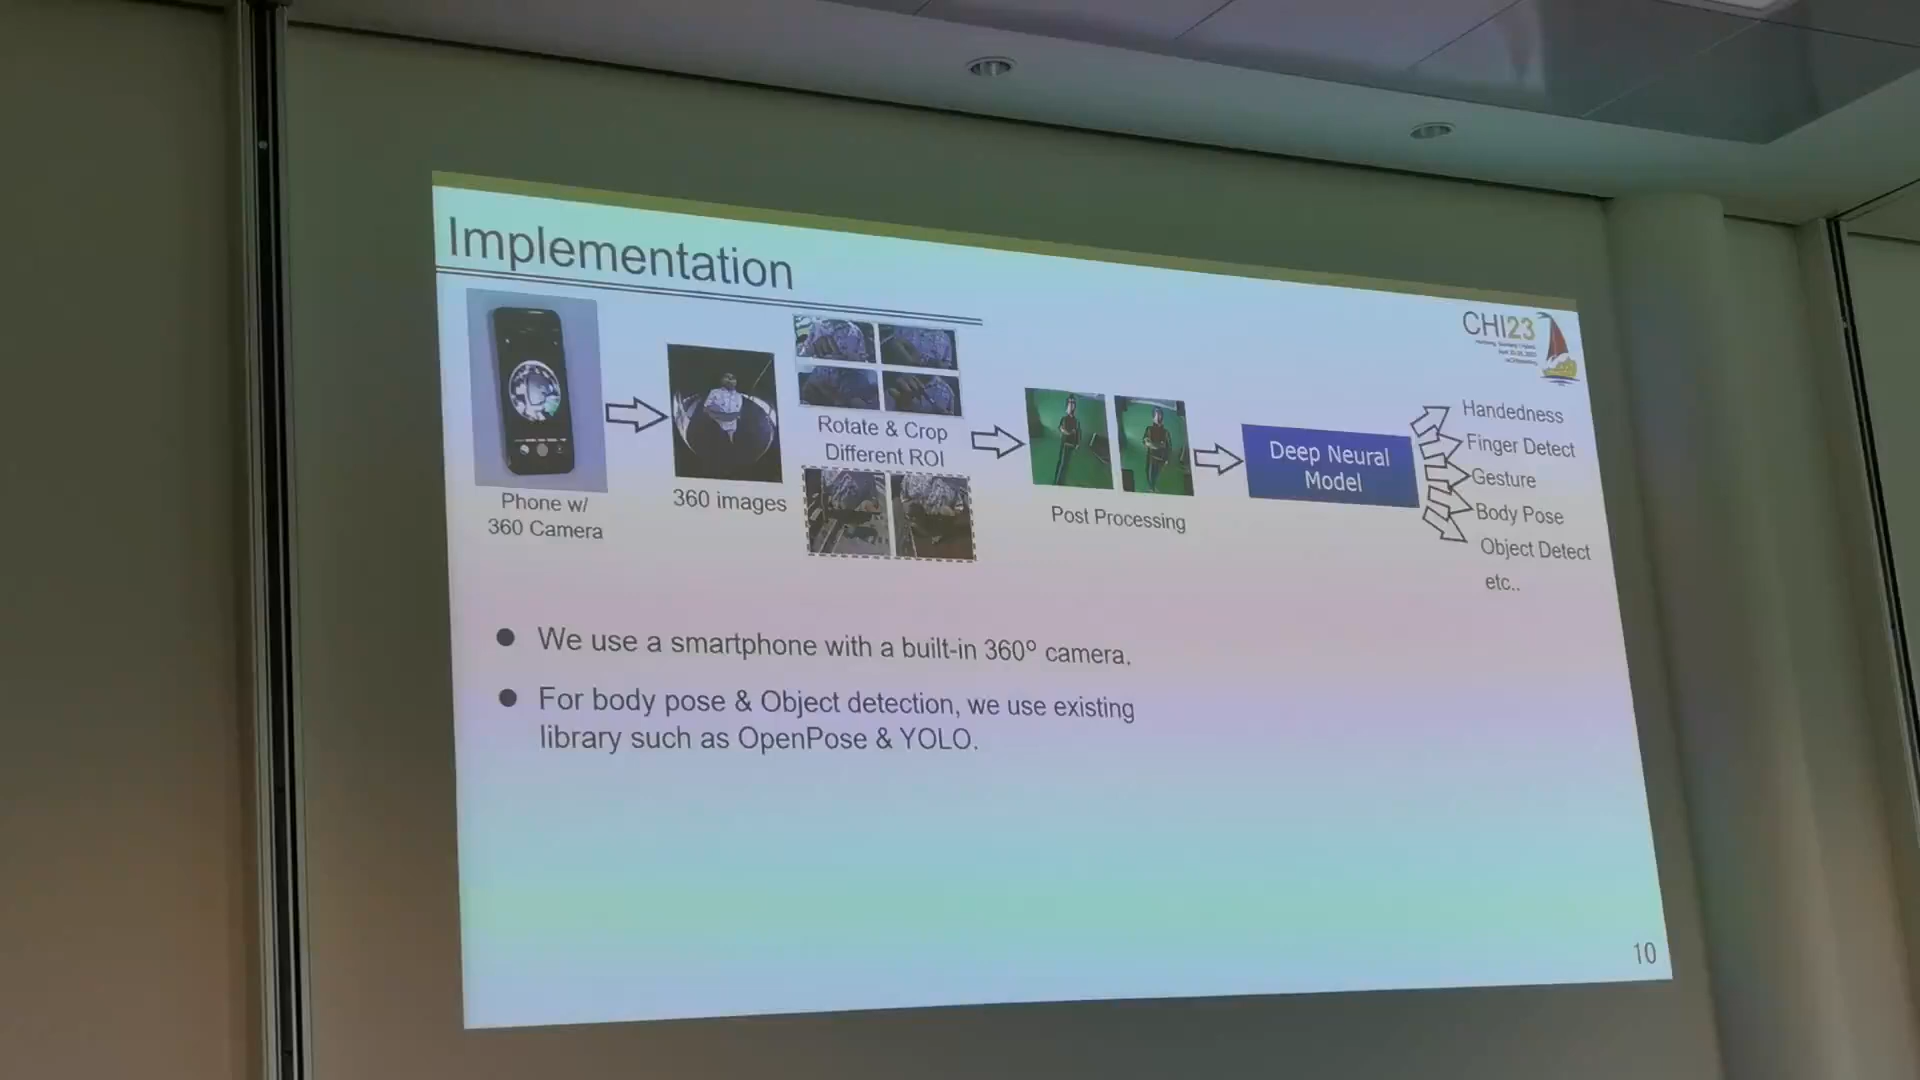 Implementation
CHI23
Phone w/
360 Camera
360 images
Rotate & Crop
Different ROI
Post Processing
Deep Neural
Model
Handedness
Finger Detect
Gesture
Body Pose
Object Detect
etc..
● We use a smartphone with a built-in 360° camera.
● For body pose & Object detection, we use existing
library such as OpenPose & YOLO.
10